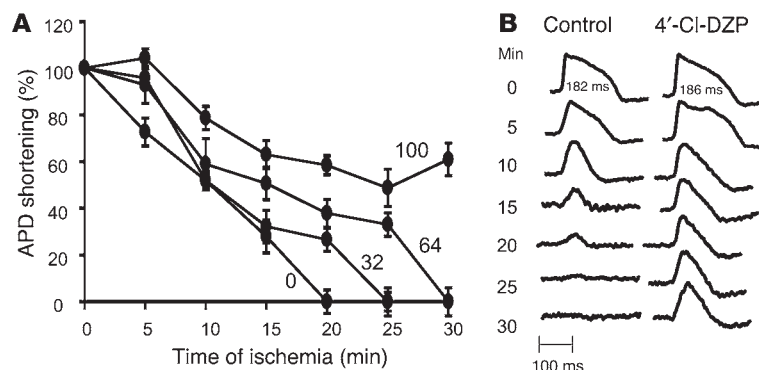 A
APD shortening (%)
120
100
80
60
40
20
0
100
64
32
0
0 5 10 15 20 25 30
Time of ischemia (min)
B
Control 4′-Cl-DZP
Min
0
182 ms 186 ms
5
10
15
20
25
30
100 ms